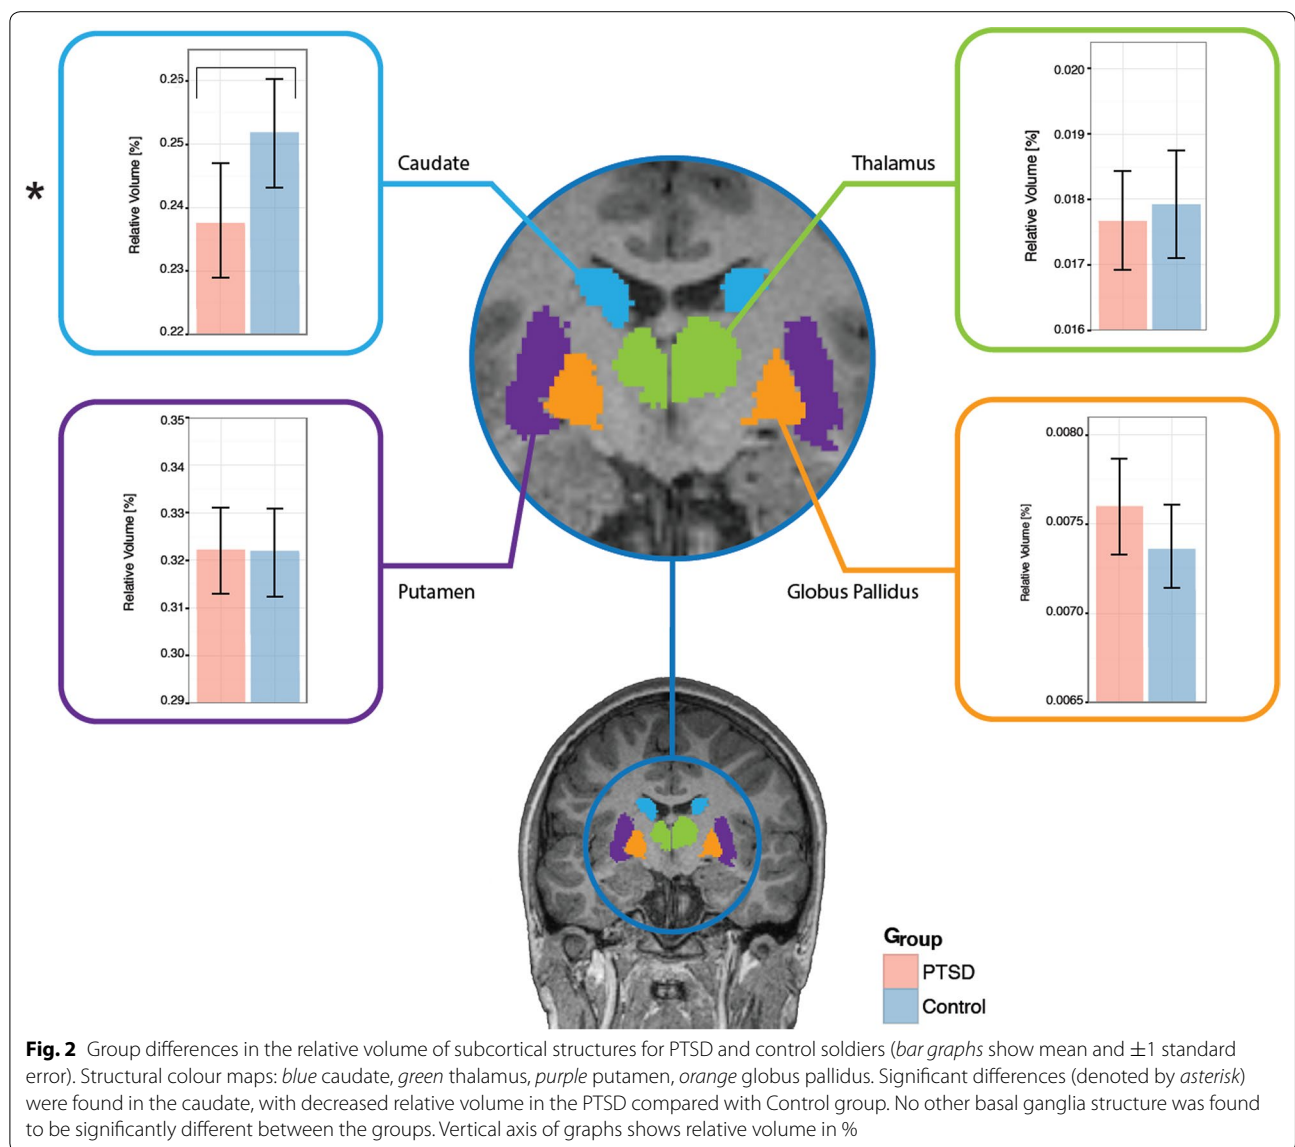 Relative Volume [%]
0.26
0.25
0.24
0.23
0.22
*
Caudate
Thalamus
Relative Volume [%]
0.020
0.019
0.018
0.017
0.016
Relative Volume [%]
0.35
0.34
0.33
0.32
0.31
0.30
0.29
Putamen
Globus Pallidus
Relative Volume [%]
0.0080
0.0075
0.0070
0.0065
Group
PTSD
Control
Fig. 2 Group differences in the relative volume of subcortical structures for PTSD and control soldiers (bar graphs show mean and ±1 standard
error). Structural colour maps: blue caudate, green thalamus, purple putamen, orange globus pallidus. Significant differences (denoted by asterisk)
were found in the caudate, with decreased relative volume in the PTSD compared with Control group. No other basal ganglia structure was found
to be significantly different between the groups. Vertical axis of graphs shows relative volume in %